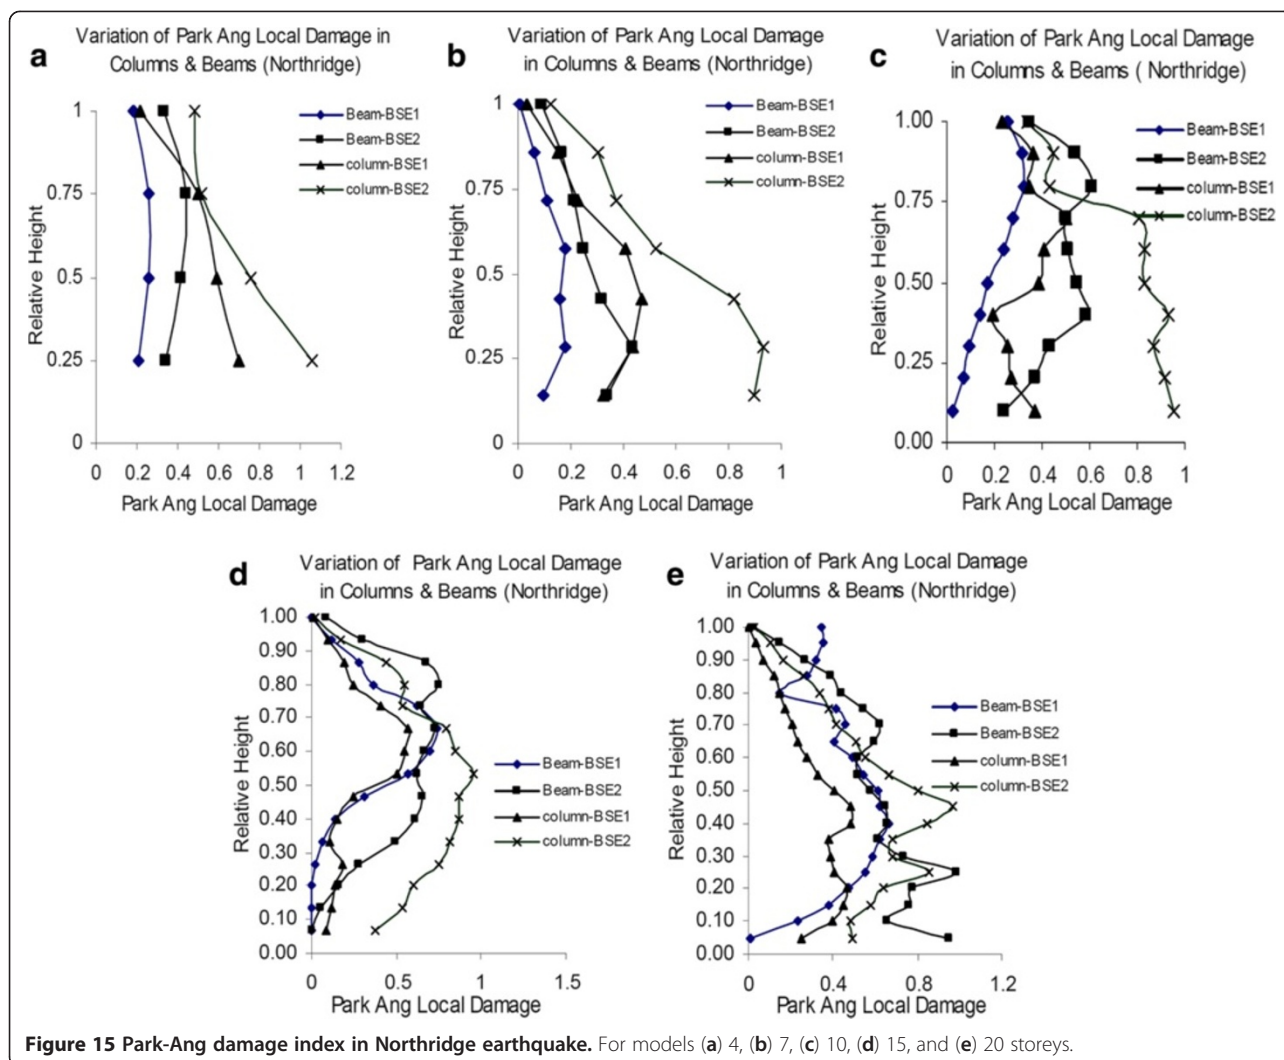 a
Variation of Park Ang Local Damage in
Columns & Beams (Northridge)
1
0.75
0.5
0.25
0
Relative Height
0 0.2 0.4 0.6 0.8 1 1.2
Park Ang Local Damage
Beam-BSE1
Beam-BSE2
column-BSE1
column-BSE2
b
Variation of Park Ang Local Damage
in Columns & Beams (Northridge)
1
0.75
0.5
0.25
0
Relative Height
0 0.2 0.4 0.6 0.8 1
Park Ang Local Damage
Beam-BSE1
Beam-BSE2
column-BSE1
column-BSE2
c
Variation of Park Ang Local Damage
in Columns & Beams ( Northridge)
1.00
0.75
0.50
0.25
0.00
Relative Height
0 0.2 0.4 0.6 0.8 1
Park Ang Local Damage
Beam-BSE1
Beam-BSE2
column-BSE1
column-BSE2
d
Variation of Park Ang Local Damage
in Columns & Beams (Northridge)
1.00
0.90
0.80
0.70
0.60
0.50
0.40
0.30
0.20
0.10
0.00
Relative Height
0 0.5 1 1.5
Park Ang Local Damage
Beam-BSE1
Beam-BSE2
column-BSE1
column-BSE2
e
Variation of Park Ang Local Damage
in Columns & Beams (Northridge)
1.00
0.90
0.80
0.70
0.60
0.50
0.40
0.30
0.20
0.10
0.00
Relative Height
0 0.4 0.8 1.2
Park Ang Local Damage
Beam-BSE1
Beam-BSE2
column-BSE1
column-BSE2
Figure 15 Park-Ang damage index in Northridge earthquake. For models (a) 4, (b) 7, (c) 10, (d) 15, and (e) 20 storeys.